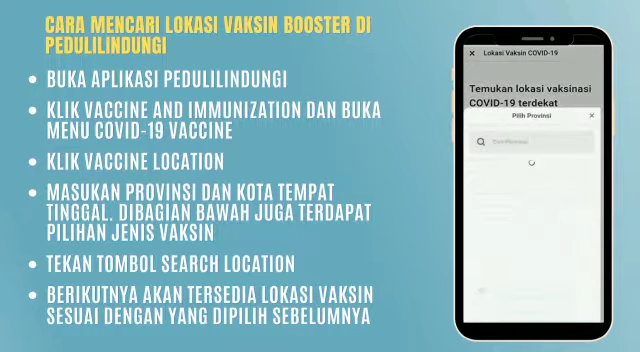 CARA MENCARI LOKASI VAKSIN BOOSTER DI
PEDULILINDUNGI
BUKA APLIKASI PEDULILINDUNGI
KLIK VACCINE AND IMMUNIZATION DAN BUKA
MENU COVID-19 VACCINE
KLIK VACCINE LOCATION
MASUKAN PROVINSI DAN KOTA TEMPAT
TINGGAL. DIBAGIAN BAWAH JUGA TERDAPAT
PILIHAN JENIS VAKSIN
TEKAN TOMBOL SEARCH LOCATION
BERIKUTNYA AKAN TERSEDIA LOKASI VAKSIN
SESUAI DENGAN YANG DIPILIH SEBELUMNYA
Lokasi Vaksin COVID-19
Temukan lokasi vaksinasi
COVID-19 terdekat
Pilih Provinsi